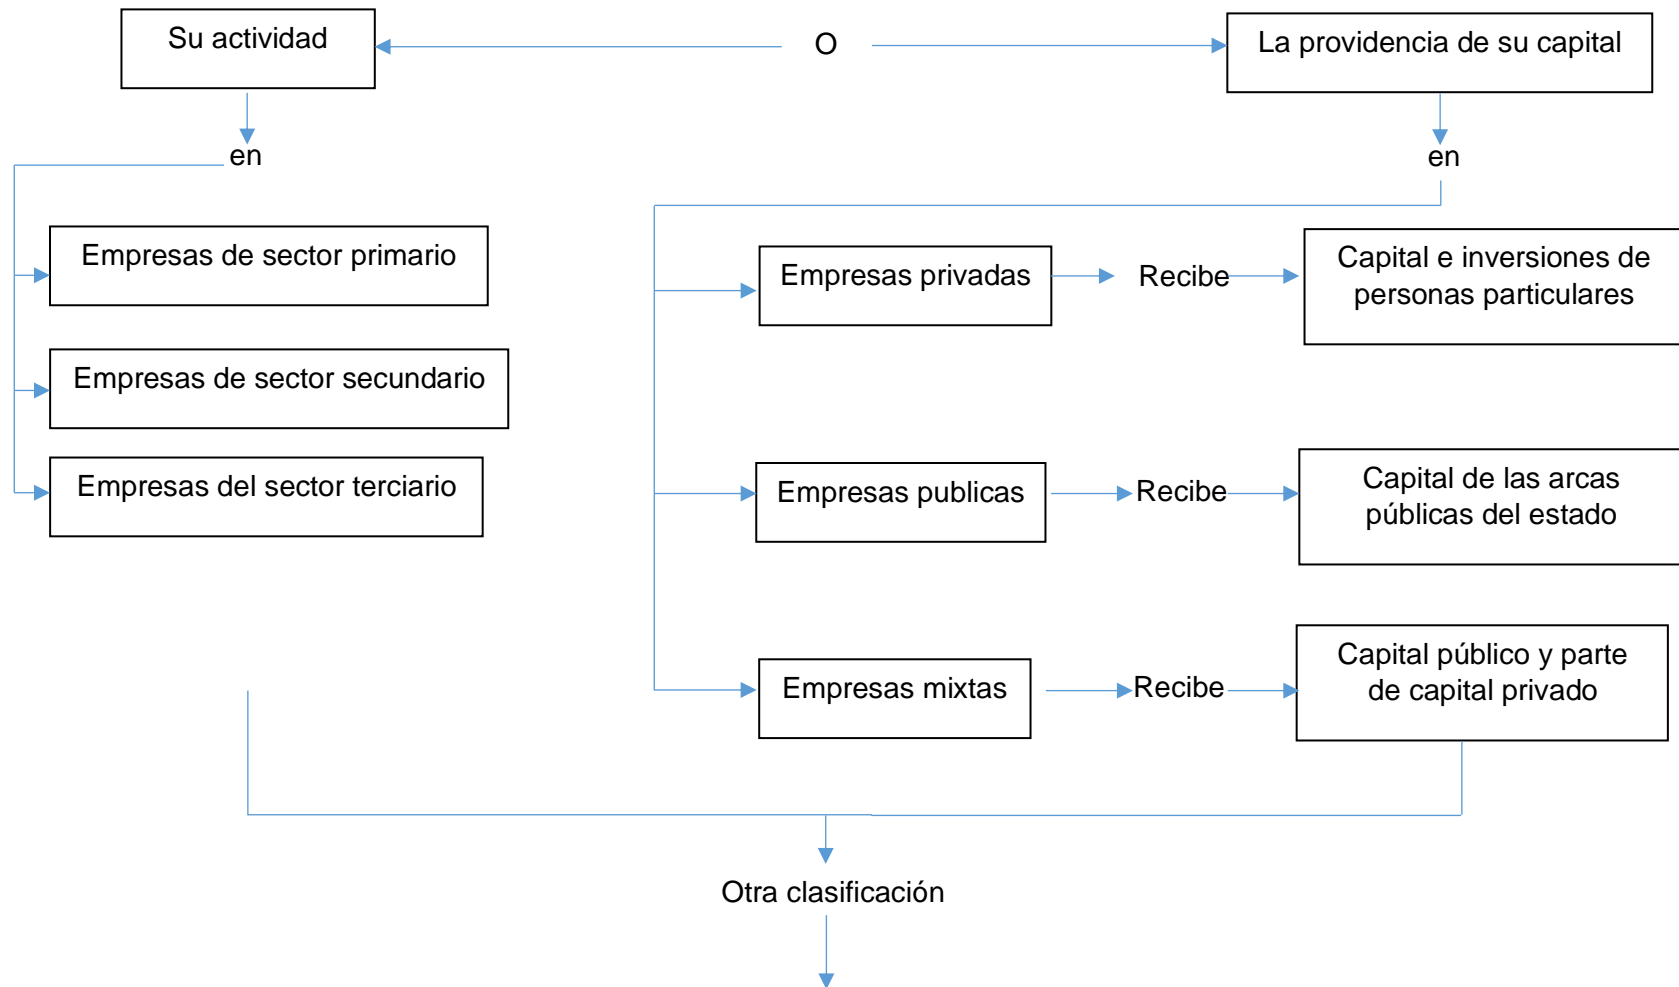 Su actividad
O
La providencia de su capital
en
en
Empresas de sector primario
Empresas de sector secundario
Empresas del sector terciario
Empresas privadas
Recibe
Capital e inversiones de
personas particulares
Empresas publicas
Recibe
Capital de las arcas
públicas del estado
Empresas mixtas
Recibe
Capital público y parte
de capital privado
Otra clasificación